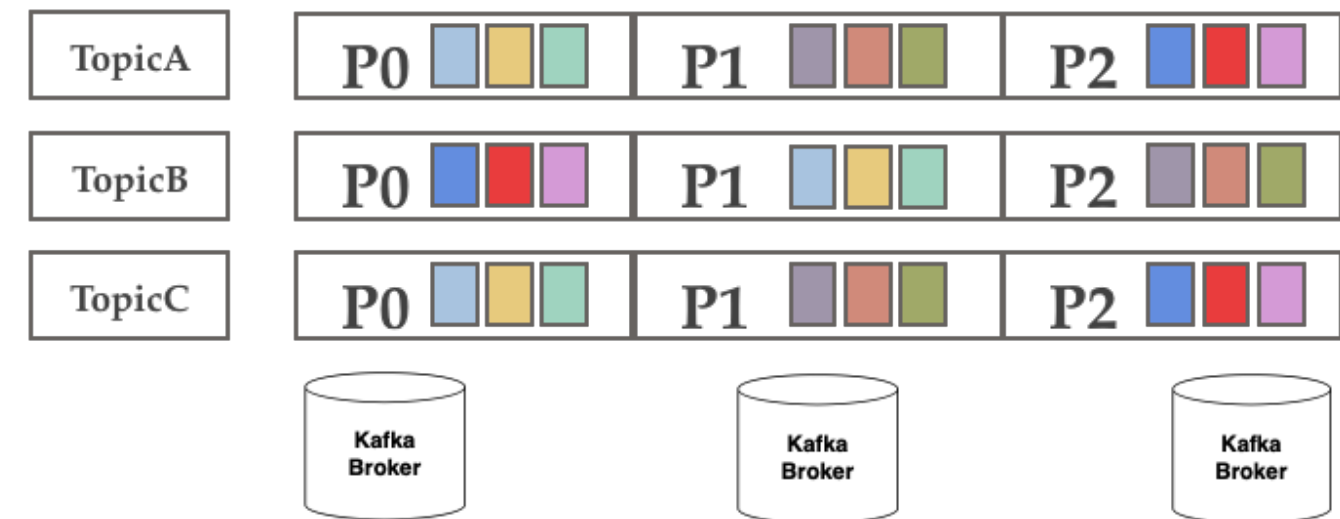 TopicA P0 P1 P2
TopicB P0 P1 P2
TopicC P0 P1 P2
Kafka Kafka Kafka
Broker Broker Broker